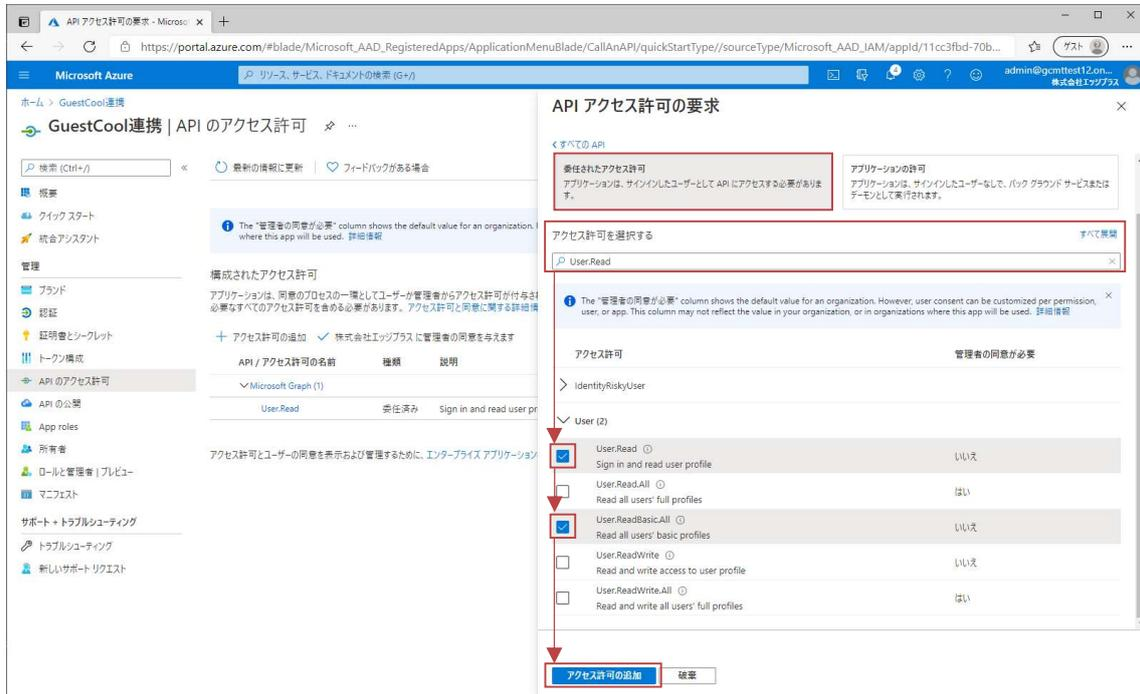 API アクセス許可の要求 - Microso
https://portal.azure.com/#blade/Microsoft_AAD_RegisteredApps/ApplicationMenuBlade/CallAnAPI/quickStartType//sourceType/Microsoft_AAD_IAM/appId/11cc3fbd-70b...
ゲスト
Microsoft Azure
リソース、サービス、ドキュメントの検索 (G+/)
4
admin@gcmttest12.on...
株式会社エッジプラス
ホーム > GuestCool連携
GuestCool連携 | API のアクセス許可
検索 (Ctrl+/)
概要
クイック スタート
統合アシスタント
管理
ブランド
認証
証明書とシークレット
トークン構成
API のアクセス許可
API の公開
App roles
所有者
ロールと管理者 | プレビュー
マニフェスト
サポート + トラブルシューティング
トラブルシューティング
新しいサポート リクエスト
最新の情報に更新
フィードバックがある場合
The "管理者の同意が必要" column shows the default value for an organization.
where this app will be used. 詳細情報
構成されたアクセス許可
アプリケーションは、同意のプロセスの一環としてユーザーが管理者からアクセス許可が付与さ
必要なすべてのアクセス許可を含める必要があります。アクセス許可と同意に関する詳細情
アクセス許可の追加 株式会社エッジプラス に管理者の同意を与えます
API / アクセス許可の名前 種類 説明
Microsoft Graph (1)
User.Read 委任済み Sign in and read user pr
アクセス許可とユーザーの同意を表示および管理するために、エンタープライズ アプリケーション
API アクセス許可の要求
すべての API
委任されたアクセス許可
アプリケーションは、サインインしたユーザーとして API にアクセスする必要がありま
す。
アプリケーションの許可
アプリケーションは、サインインしたユーザーなしで、バック グラウンド サービスまたは
デーモンとして実行されます。
アクセス許可を選択する すべて展開
User.Read
The "管理者の同意が必要" column shows the default value for an organization. However, user consent can be customized per permission,
user, or app. This column may not reflect the value in your organization, or in organizations where this app will be used. 詳細情報
アクセス許可 管理者の同意が必要
IdentityRiskyUser
User (2)
User.Read いいえ
Sign in and read user profile
User.Read.All はい
Read all users' full profiles
User.ReadBasic.All いいえ
Read all users' basic profiles
User.ReadWrite いいえ
Read and write access to user profile
User.ReadWrite.All はい
Read and write all users' full profiles
アクセス許可の追加 破棄